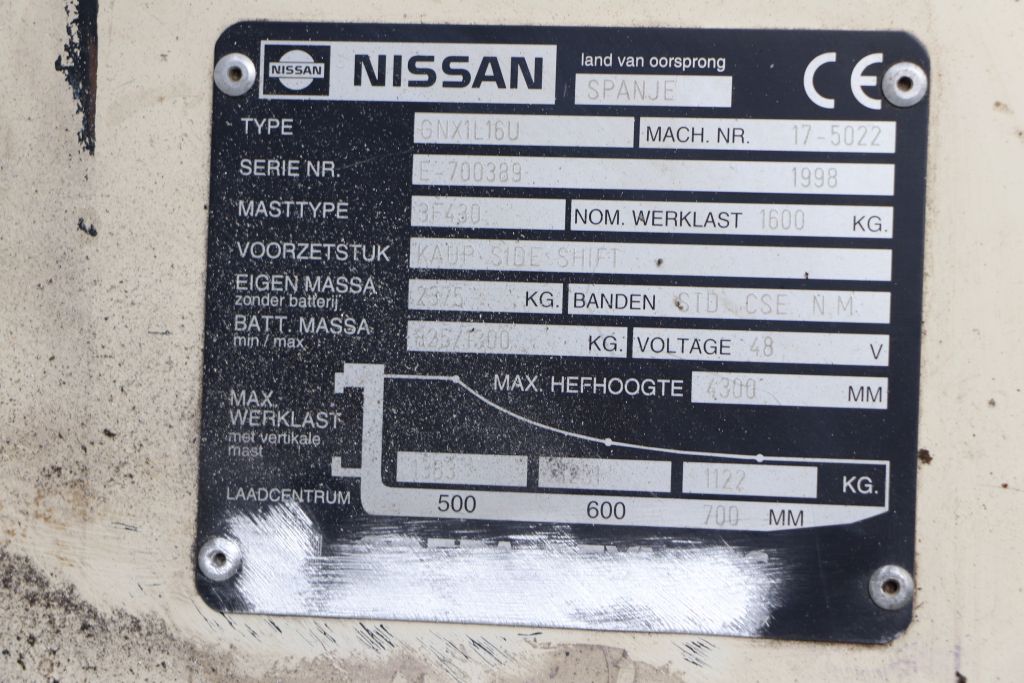 NISSAN NISSAN land van oorsprong
SPANJE
TYPE GNX1L16U MACH. NR. 17-5022
SERIE NR. E-700389 1998
MASTTYPE 3F430 NOM. WERKLAST 1600 KG.
VOORZETSTUK KAUP SIDE SHIFT
EIGEN MASSA
zonder batterij 2375 KG. BANDEN STD CSE N.M.
BATT. MASSA
min / max. KG. VOLTAGE 48 V
MAX. HEFHOOGTE 4300 MM
MAX.
WERKLAST
met vertikale
mast
1122 KG.
LAADCENTRUM 500 600 700 MM